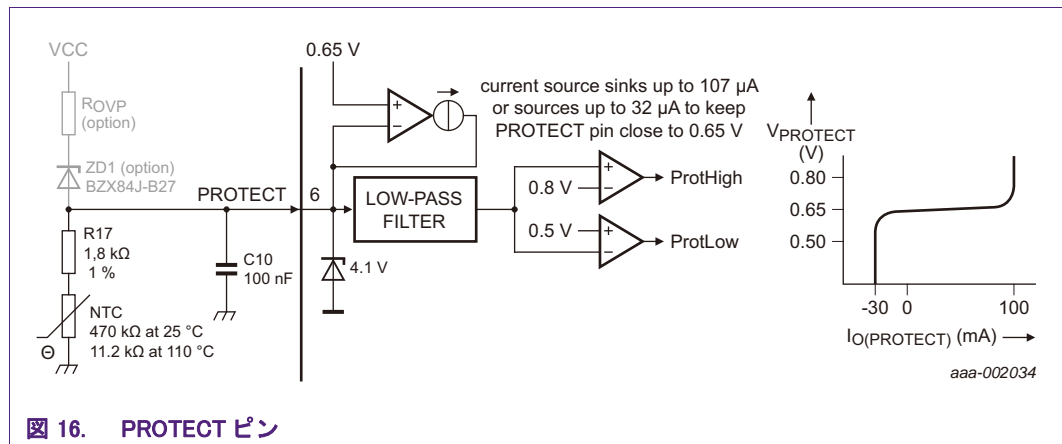 VCC
ROVP
(option)
ZD1 (option)
BZX84J-B27
PROTECT
6
R17
1,8 kΩ
1 %
C10
100 nF
NTC
470 kΩ at 25 °C
11.2 kΩ at 110 °C
Θ
0.65 V
+
−
current source sinks up to 107 μA
or sources up to 32 μA to keep
PROTECT pin close to 0.65 V
LOW-PASS
FILTER
4.1 V
+
0.8 V
−
ProtHigh
0.5 V
+
−
ProtLow
VPROTECT
(V)
0.80
0.65
0.50
-30 0 100
IO(PROTECT) (mA)
aaa-002034
図 16. PROTECT ピン